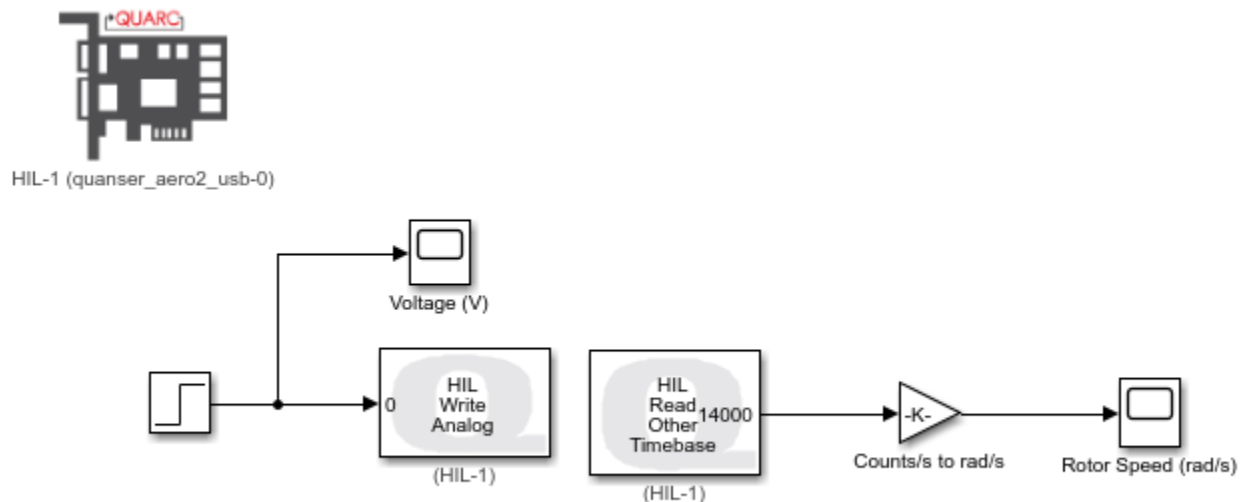 QUARC
HIL-1 (quanser_aero2_usb-0)
Voltage (V)
0
HIL
Write
Analog
(HIL-1)
HIL
Read
Other
Timebase
14000
(HIL-1)
-K-
Counts/s to rad/s
Rotor Speed (rad/s)